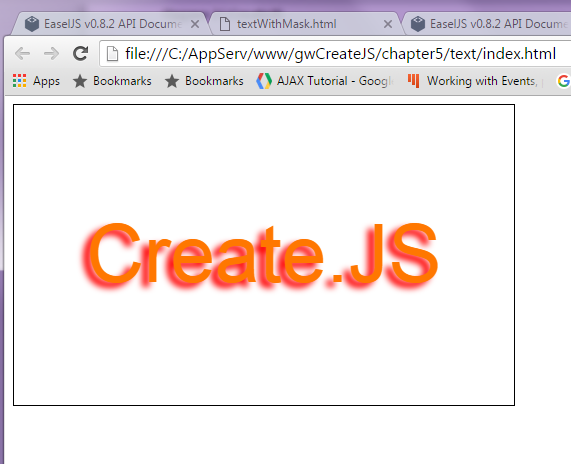 EaselJS v0.8.2 API Docume
textWithMask.html
EaselJS v0.8.2 API Docume
file:///C:/AppServ/www/gwCreateJS/chapter5/text/index.html
Apps Bookmarks Bookmarks AJAX Tutorial - Googl Working with Events,
Create.JS